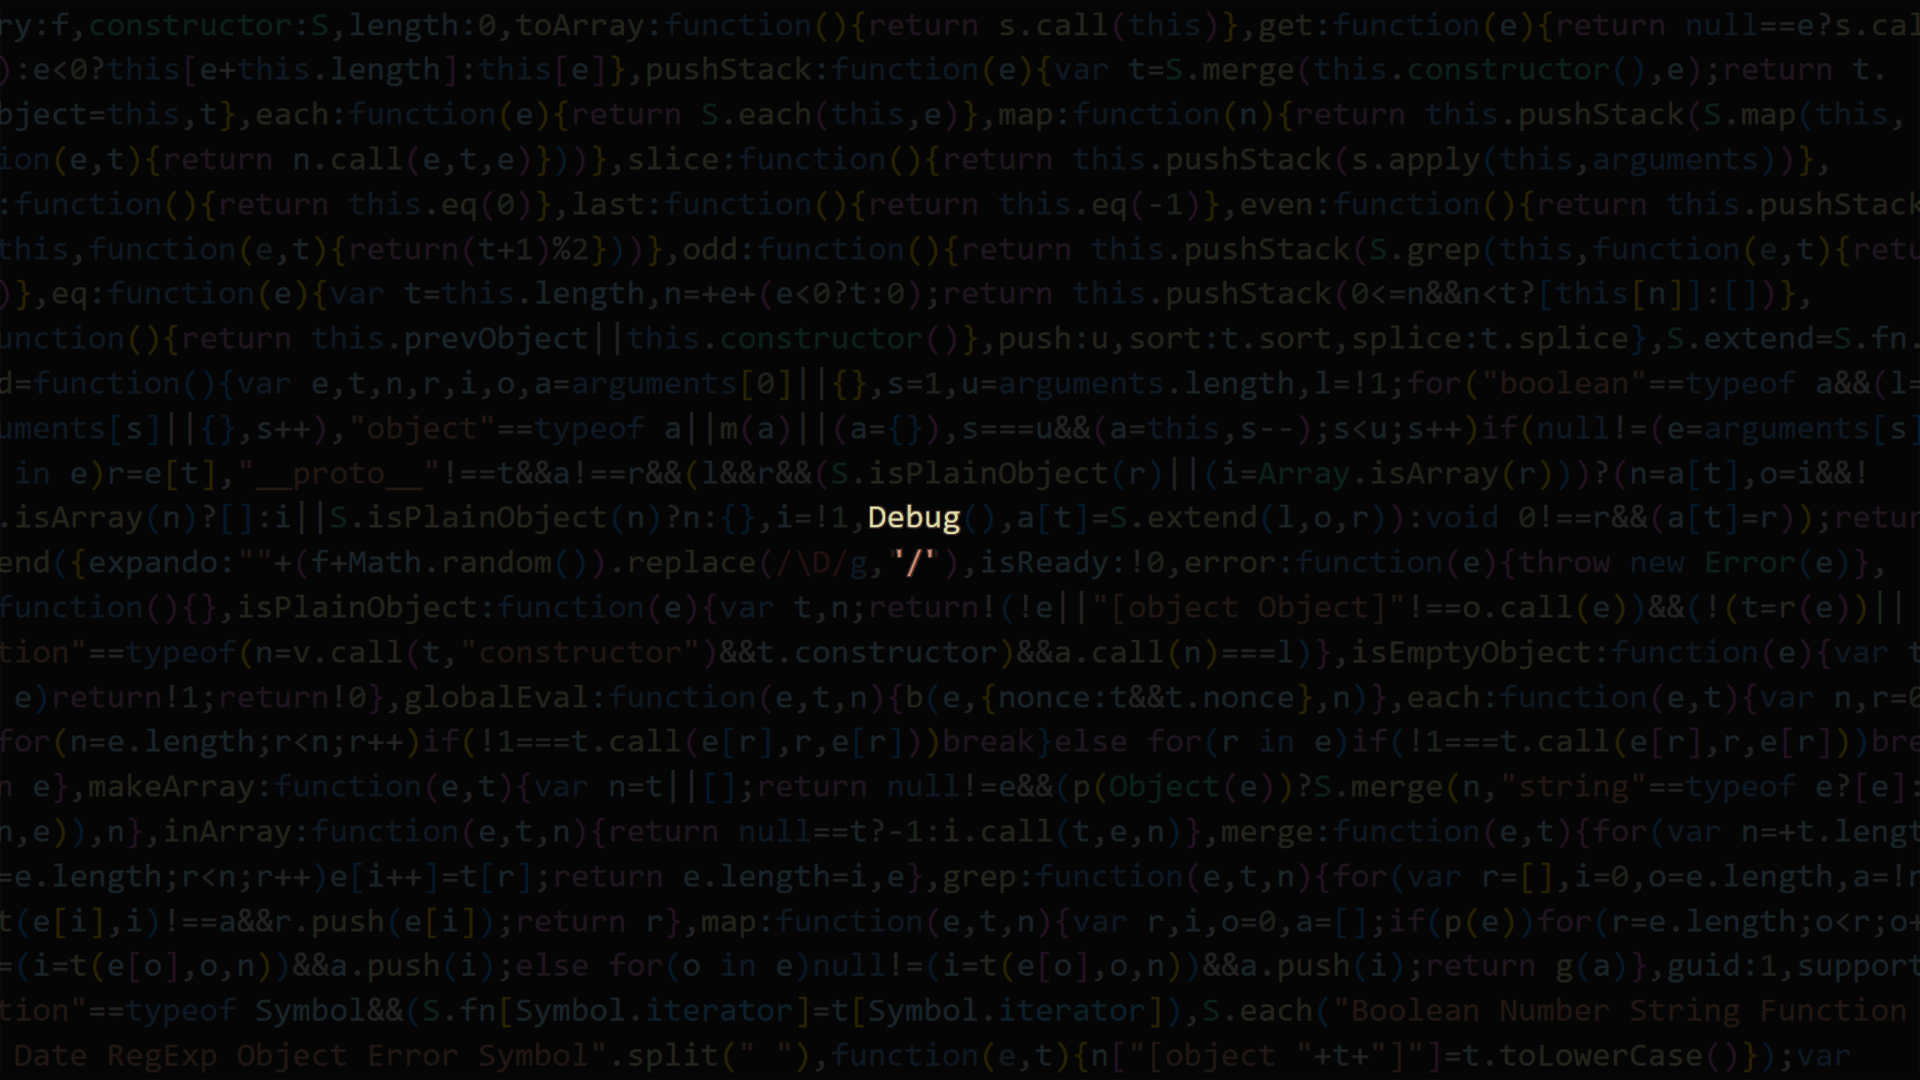 ry:f,constructor:S,length:0,toArray:function(){return s.call(this)},get:function(e){return null==e?s.cal
):e<0?this[e+this.length]:this[e]},pushStack:function(e){var t=S.merge(this.constructor(),e);return t.
bject=this,t},each:function(e){return S.each(this,e)},map:function(n){return this.pushStack(S.map(this,
ion(e,t){return n.call(e,t,e)}))},slice:function(){return this.pushStack(s.apply(this,arguments))},
:function(){return this.eq(0)},last:function(){return this.eq(-1)},even:function(){return this.pushStack
this,function(e,t){return(t+1)%2}))},odd:function(){return this.pushStack(S.grep(this,function(e,t){retu
)},eq:function(e){var t=this.length,n=+e+(e<0?t:0);return this.pushStack(0<=n&&n<t?[this[n]]:[])},
unction(){return this.prevObject||this.constructor()},push:u,sort:t.sort,splice:t.splice},S.extend=S.fn.
d=function(){var e,t,n,r,i,o,a=arguments[0]||{},s=1,u=arguments.length,l=!1;for("boolean"==typeof a&&(l=
uments[s]||{},s++),"object"==typeof a||m(a)||(a={}),s===u&&(a=this,s--);s<u;s++)if(null!=(e=arguments[s]
in e)r=e[t],"__proto__"!==t&&a!==r&&(l&&r&&(S.isPlainObject(r)||(i=Array.isArray(r)))?(n=a[t],o=i&&!
.isArray(n)?[]:i||S.isPlainObject(n)?n:{},i=!1,Debug(),a[t]=S.extend(l,o,r)):void 0!==r&&(a[t]=r));retur
end({expando:""+(f+Math.random()).replace(/\D/g,'/'),isReady:!0,error:function(e){throw new Error(e)},
function(){},isPlainObject:function(e){var t,n;return!(!e||"[object Object]"!==o.call(e))&&(!(t=r(e))||
tion"==typeof(n=v.call(t,"constructor")&&t.constructor)&&a.call(n)===l)},isEmptyObject:function(e){var t
e)return!1;return!0},globalEval:function(e,t,n){b(e,{nonce:t&&t.nonce},n)},each:function(e,t){var n,r=0
for(n=e.length;r<n;r++)if(!1===t.call(e[r],r,e[r]))break}else for(r in e)if(!1===t.call(e[r],r,e[r]))bre
n e},makeArray:function(e,t){var n=t||[];return null!=e&&(p(Object(e))?S.merge(n,"string"==typeof e?[e]:
n,e)),n},inArray:function(e,t,n){return null==t?-1:i.call(t,e,n)},merge:function(e,t){for(var n=+t.lengt
=e.length;r<n;r++)e[i++]=t[r];return e.length=i,e},grep:function(e,t,n){for(var r=[],i=0,o=e.length,a=!n
t(e[i],i)!==a&&r.push(e[i]);return r},map:function(e,t,n){var r,i,o=0,a=[];if(p(e))for(r=e.length;o<r;o+
=(i=t(e[o],o,n))&&a.push(i);else for(o in e)null!=(i=t(e[o],o,n))&&a.push(i);return g(a)},guid:1,support
tion"==typeof Symbol&&(S.fn[Symbol.iterator]=t[Symbol.iterator]),S.each("Boolean Number String Function
Date RegExp Object Error Symbol".split(" "),function(e,t){n["[object "+t+"]"]=t.toLowerCase()});var